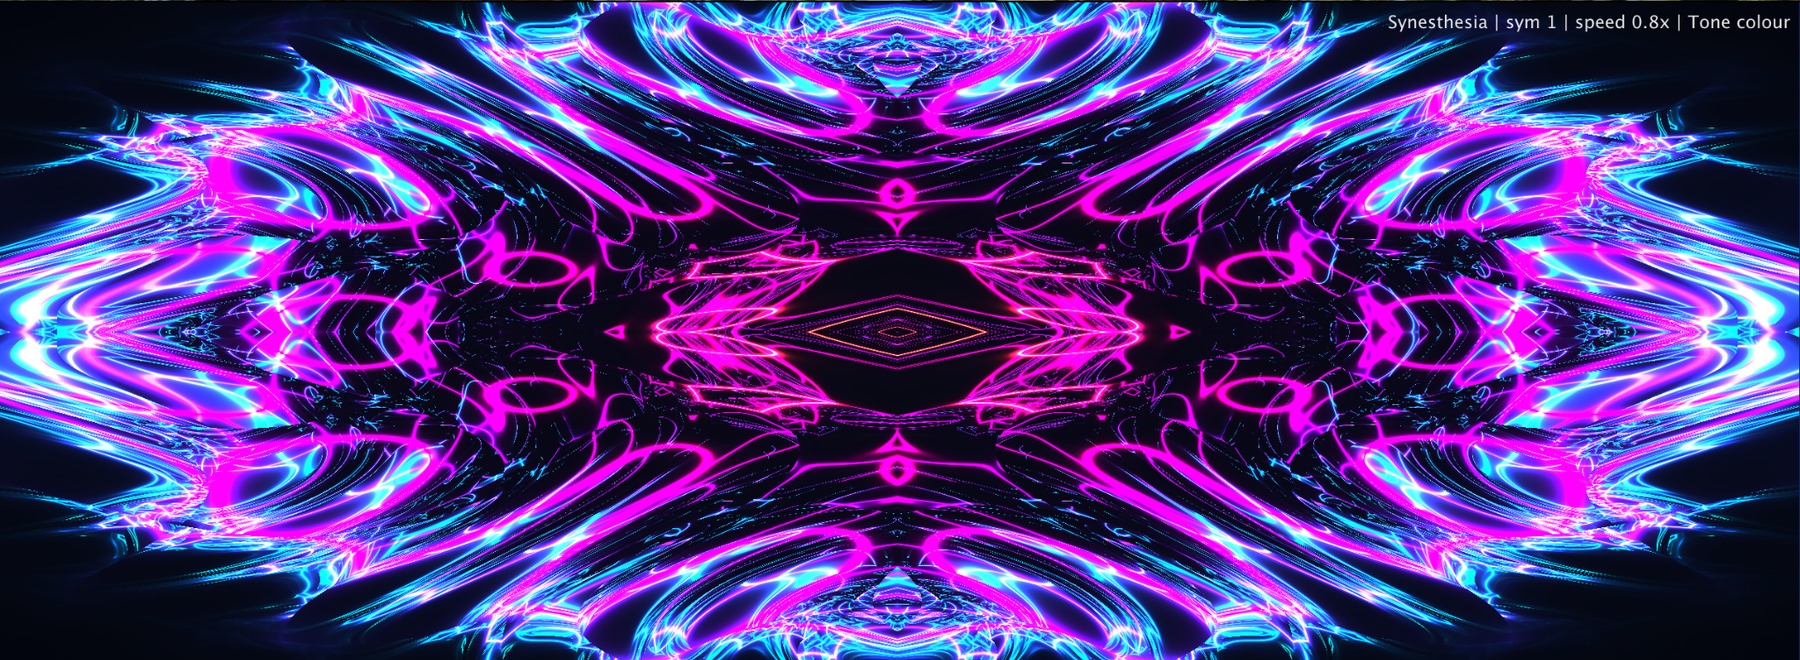 Synesthesia | sym 1 | speed 0.8x | Tone colour